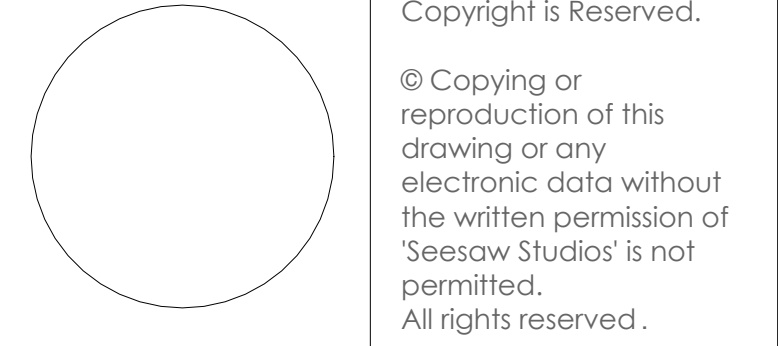 Copyright is Reserved.
© Copying or
reproduction of this
drawing or any
electronic data without
the written permission of
'Seesaw Studios' is not
permitted.
All rights reserved .